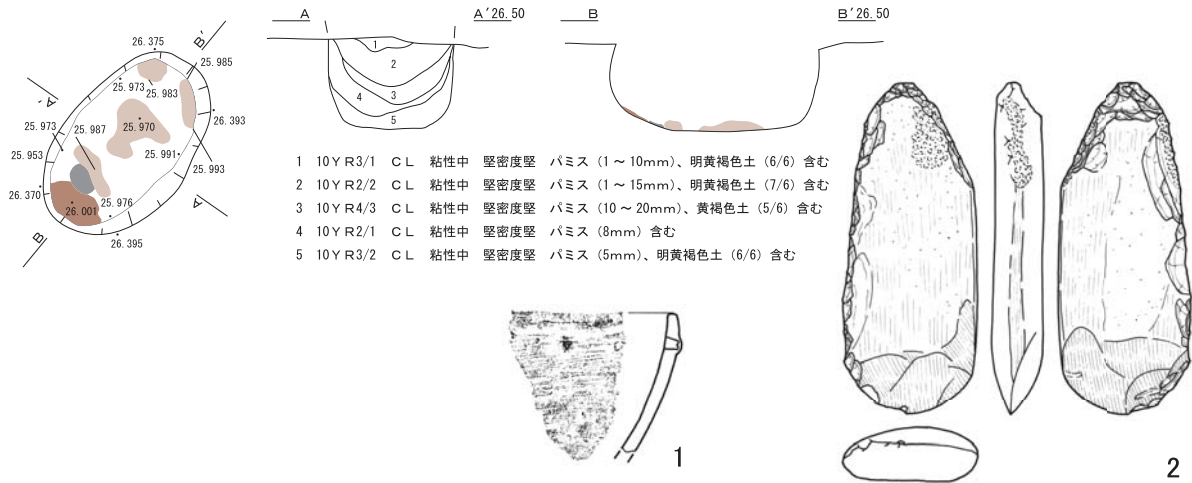 A A′26.50
B B′26.50
B′
26.375
25.985
25.973
25.983
A′
26.393
25.973
25.987
25.970
25.953
25.991
25.993
26.370
25.976
26.001
A
B
26.395
1
2
3
4
5
1 10YR3/1 CL 粘性中 堅密度堅 パミス(1～10mm)、明黄褐色土(6/6)含む
2 10YR2/2 CL 粘性中 堅密度堅 パミス(1～15mm)、明黄褐色土(7/6)含む
3 10YR4/3 CL 粘性中 堅密度堅 パミス(10～20mm)、黄褐色土(5/6)含む
4 10YR2/1 CL 粘性中 堅密度堅 パミス(8mm)含む
5 10YR3/2 CL 粘性中 堅密度堅 パミス(5mm)、明黄褐色土(6/6)含む
1
2